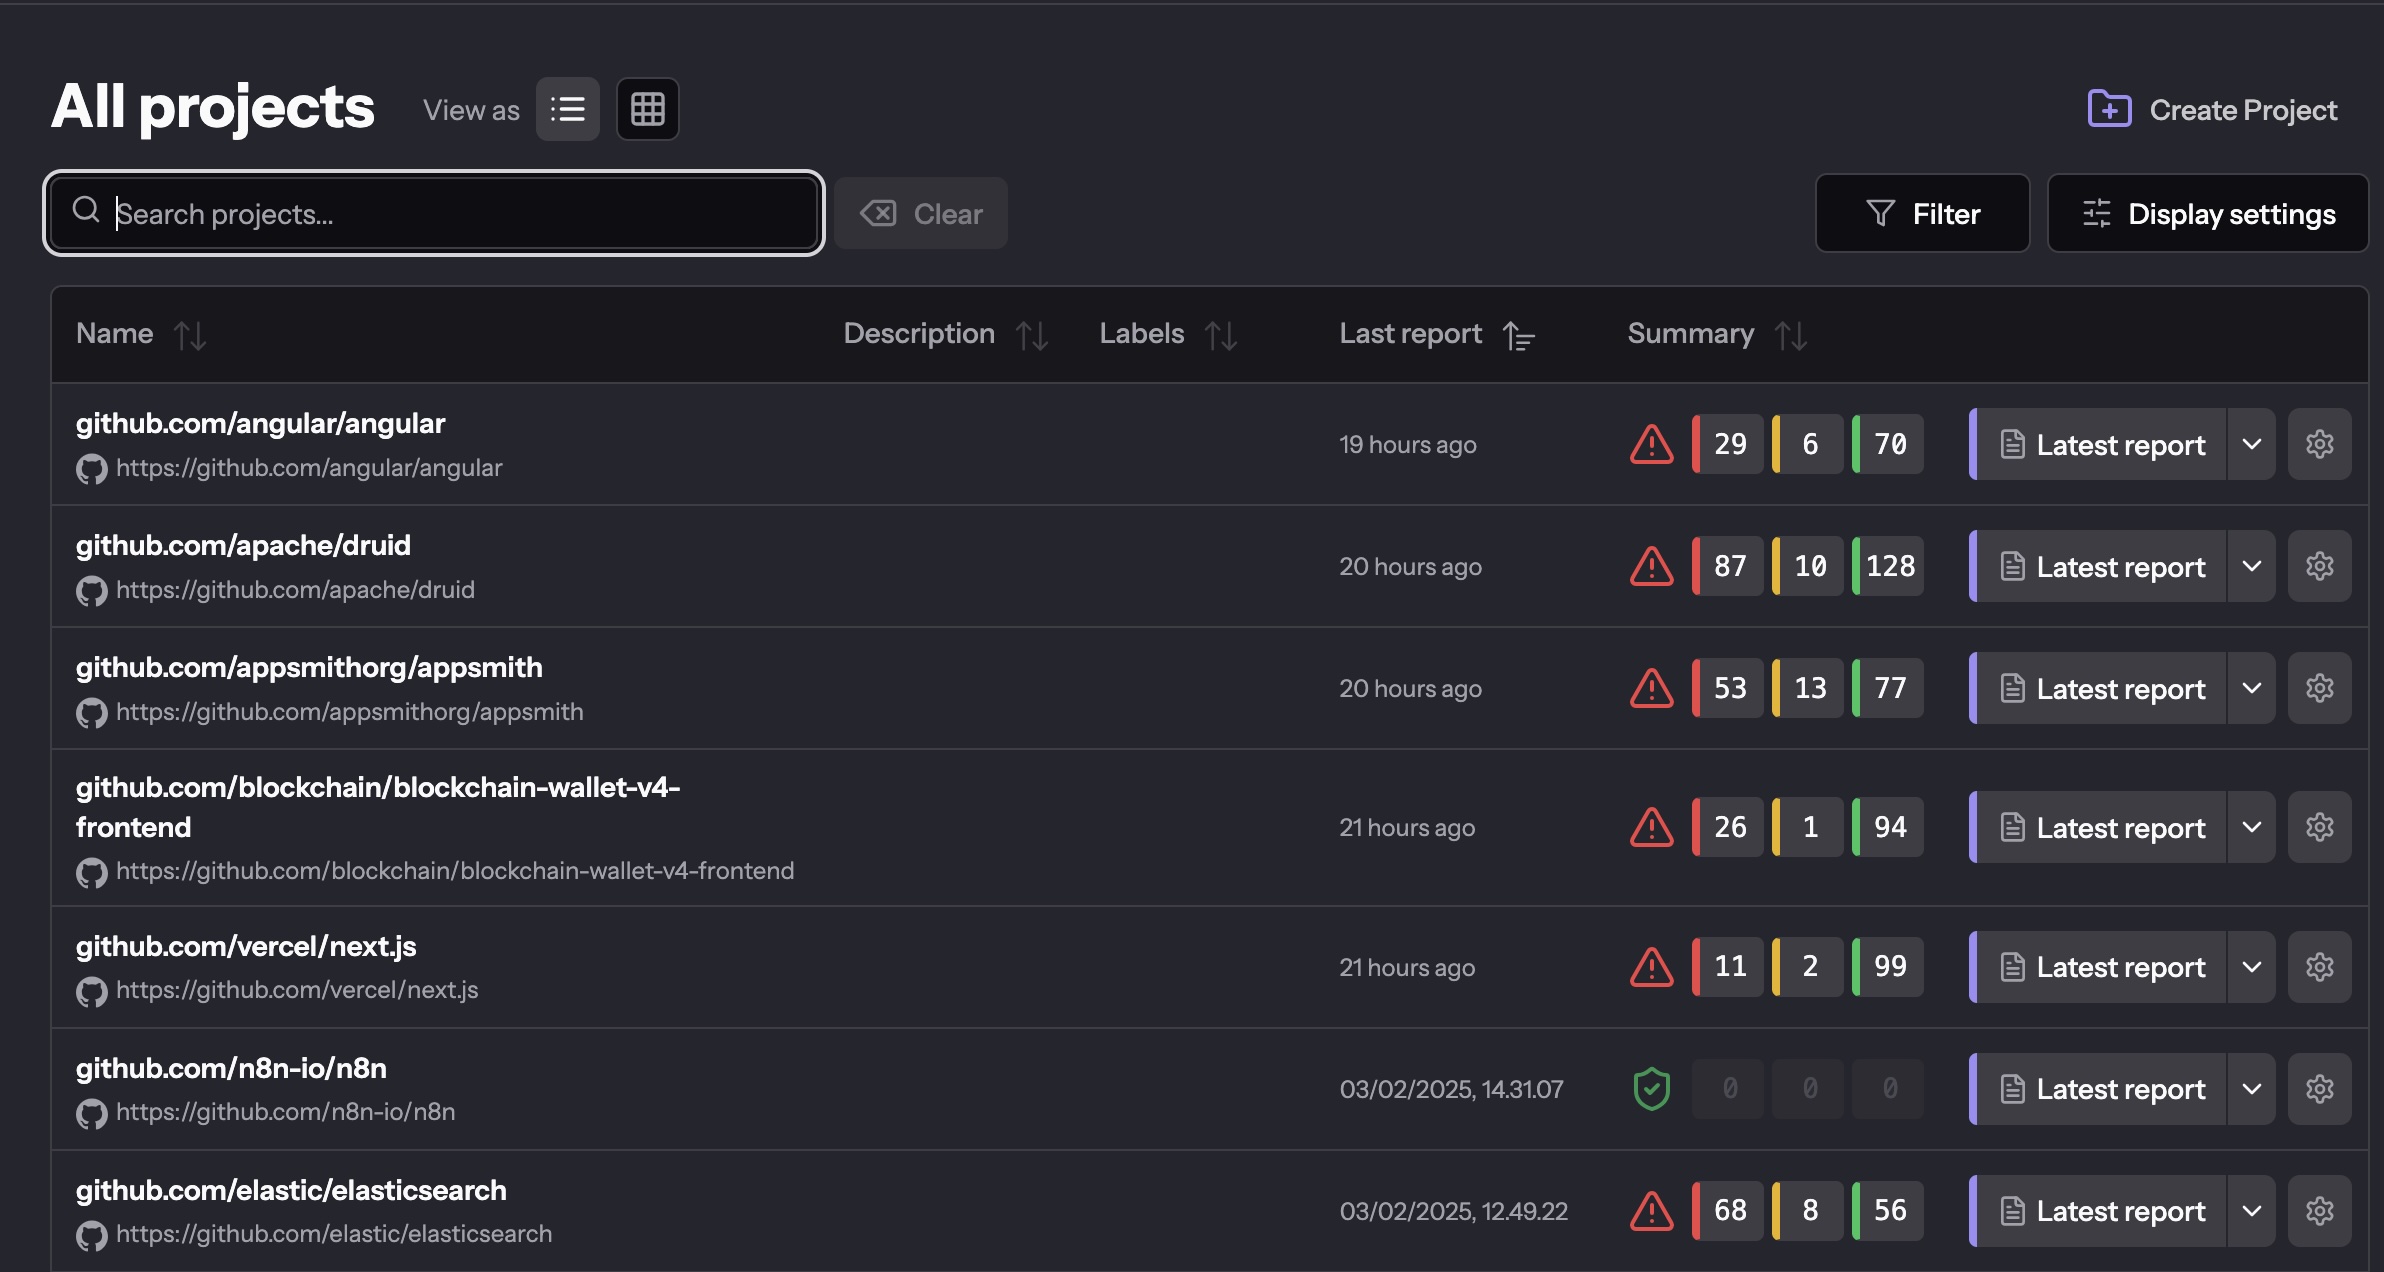 All projects
View as
Create Project
Search projects...
Clear
Filter
Display settings
Name
Description
Labels
Last report
Summary
github.com/angular/angular
https://github.com/angular/angular
19 hours ago
29 6 70
Latest report
github.com/apache/druid
https://github.com/apache/druid
20 hours ago
87 10 128
Latest report
github.com/appsmithorg/appsmith
https://github.com/appsmithorg/appsmith
20 hours ago
53 13 77
Latest report
github.com/blockchain/blockchain-wallet-v4-
frontend
https://github.com/blockchain/blockchain-wallet-v4-frontend
21 hours ago
26 1 94
Latest report
github.com/vercel/next.js
https://github.com/vercel/next.js
21 hours ago
11 2 99
Latest report
github.com/n8n-io/n8n
https://github.com/n8n-io/n8n
03/02/2025, 14.31.07
0 0 0
Latest report
github.com/elastic/elasticsearch
https://github.com/elastic/elasticsearch
03/02/2025, 12.49.22
68 8 56
Latest report